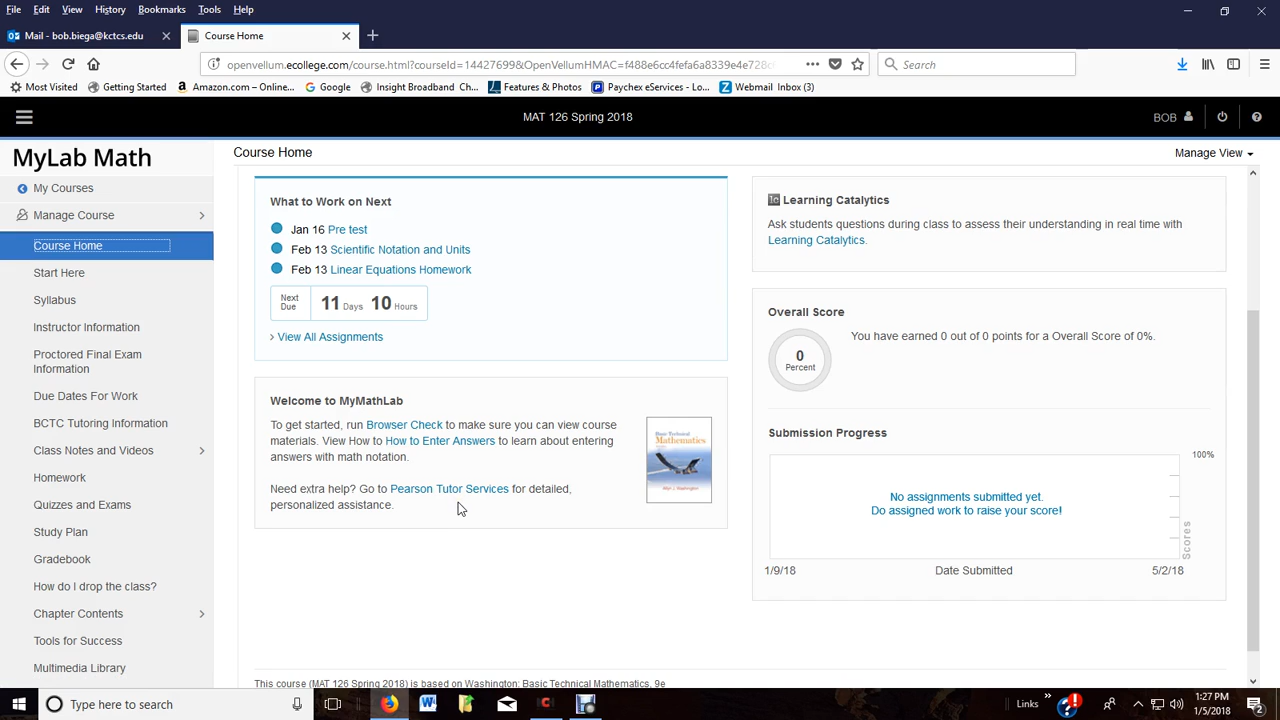 File Edit View History Bookmarks Tools Help
Mail - bob.biega@kctcs.edu
Course Home
openvellum.ecollege.com/course.html?courseId=14427699&OpenVellumHMAC=f488e6cc4fefa6a8339e4e728c
Search
Most Visited Getting Started Amazon.com – Onlin... Google Insight Broadband Ch... Features & Photos Paychex eServices - Lo... Webmail Inbox (3)
MAT 126 Spring 2018
BOB
MyLab Math
My Courses
Manage Course
Course Home
Start Here
Syllabus
Instructor Information
Proctored Final Exam
Information
Due Dates For Work
BCTC Tutoring Information
Class Notes and Videos
Homework
Quizzes and Exams
Study Plan
Gradebook
How do I drop the class?
Chapter Contents
Tools for Success
Multimedia Library
Course Home
Manage View
What to Work on Next
Jan 16 Pre test
Feb 13 Scientific Notation and Units
Feb 13 Linear Equations Homework
Next
Due
11 Days 10 Hours
View All Assignments
Welcome to MyMathLab
To get started, run Browser Check to make sure you can view course
materials. View How to How to Enter Answers to learn about entering
answers with math notation.
Need extra help? Go to Pearson Tutor Services for detailed,
personalized assistance.
Basic Technical
Mathematics
Learning Catalytics
Ask students questions during class to assess their understanding in real time with
Learning Catalytics.
Overall Score
0
Percent
You have earned 0 out of 0 points for a Overall Score of 0%.
Submission Progress
100%
No assignments submitted yet.
Do assigned work to raise your score!
Scores
1/9/18 Date Submitted 5/2/18
This course (MAT 126 Spring 2018) is based on Washington: Basic Technical Mathematics, 9e
Type here to search
Links
1:27 PM
1/5/2018